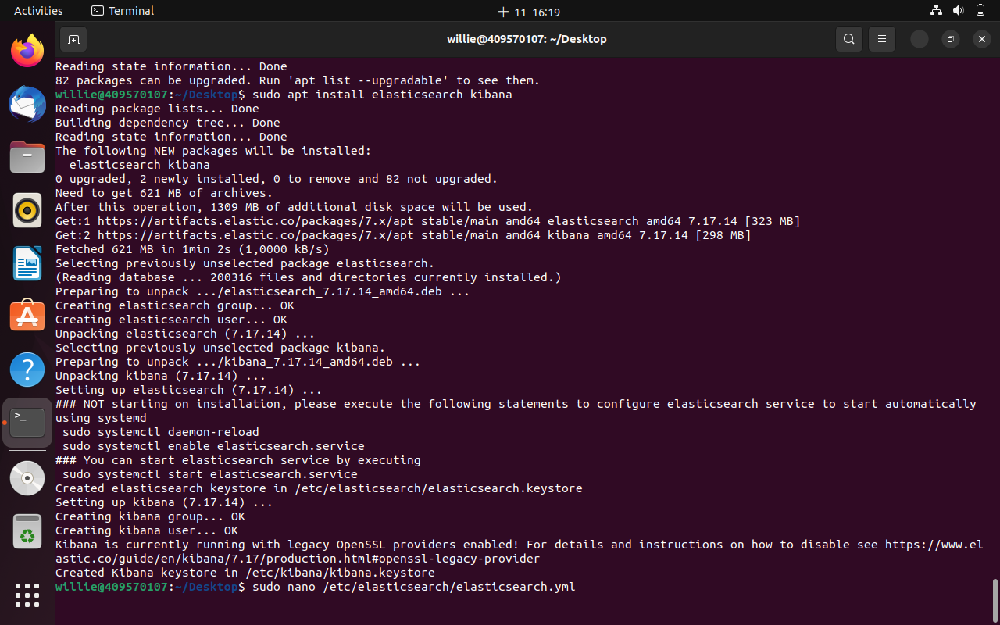 Activities
Terminal
十 11 16:19
willie@409570107: ~/Desktop
Reading state information... Done
82 packages can be upgraded. Run 'apt list --upgradable' to see them.
willie@409570107:~/Desktop$ sudo apt install elasticsearch kibana
Reading package lists... Done
Building dependency tree... Done
Reading state information... Done
The following NEW packages will be installed:
  elasticsearch kibana
0 upgraded, 2 newly installed, 0 to remove and 82 not upgraded.
Need to get 621 MB of archives.
After this operation, 1309 MB of additional disk space will be used.
Get:1 https://artifacts.elastic.co/packages/7.x/apt stable/main amd64 elasticsearch amd64 7.17.14 [323 MB]
Get:2 https://artifacts.elastic.co/packages/7.x/apt stable/main amd64 kibana amd64 7.17.14 [298 MB]
Fetched 621 MB in 1min 2s (1,0000 kB/s)
Selecting previously unselected package elasticsearch.
(Reading database ... 200316 files and directories currently installed.)
Preparing to unpack .../elasticsearch_7.17.14_amd64.deb ...
Creating elasticsearch group... OK
Creating elasticsearch user... OK
Unpacking elasticsearch (7.17.14) ...
Selecting previously unselected package kibana.
Preparing to unpack .../kibana_7.17.14_amd64.deb ...
Unpacking kibana (7.17.14) ...
Setting up elasticsearch (7.17.14) ...
### NOT starting on installation, please execute the following statements to configure elasticsearch service to start automatically
using systemd
 sudo systemctl daemon-reload
 sudo systemctl enable elasticsearch.service
### You can start elasticsearch service by executing
 sudo systemctl start elasticsearch.service
Created elasticsearch keystore in /etc/elasticsearch/elasticsearch.keystore
Setting up kibana (7.17.14) ...
Creating kibana group... OK
Creating kibana user... OK
Kibana is currently running with legacy OpenSSL providers enabled! For details and instructions on how to disable see https://www.el
astic.co/guide/en/kibana/7.17/production.html#openssl-legacy-provider
Created Kibana keystore in /etc/kibana/kibana.keystore
willie@409570107:~/Desktop$ sudo nano /etc/elasticsearch/elasticsearch.yml